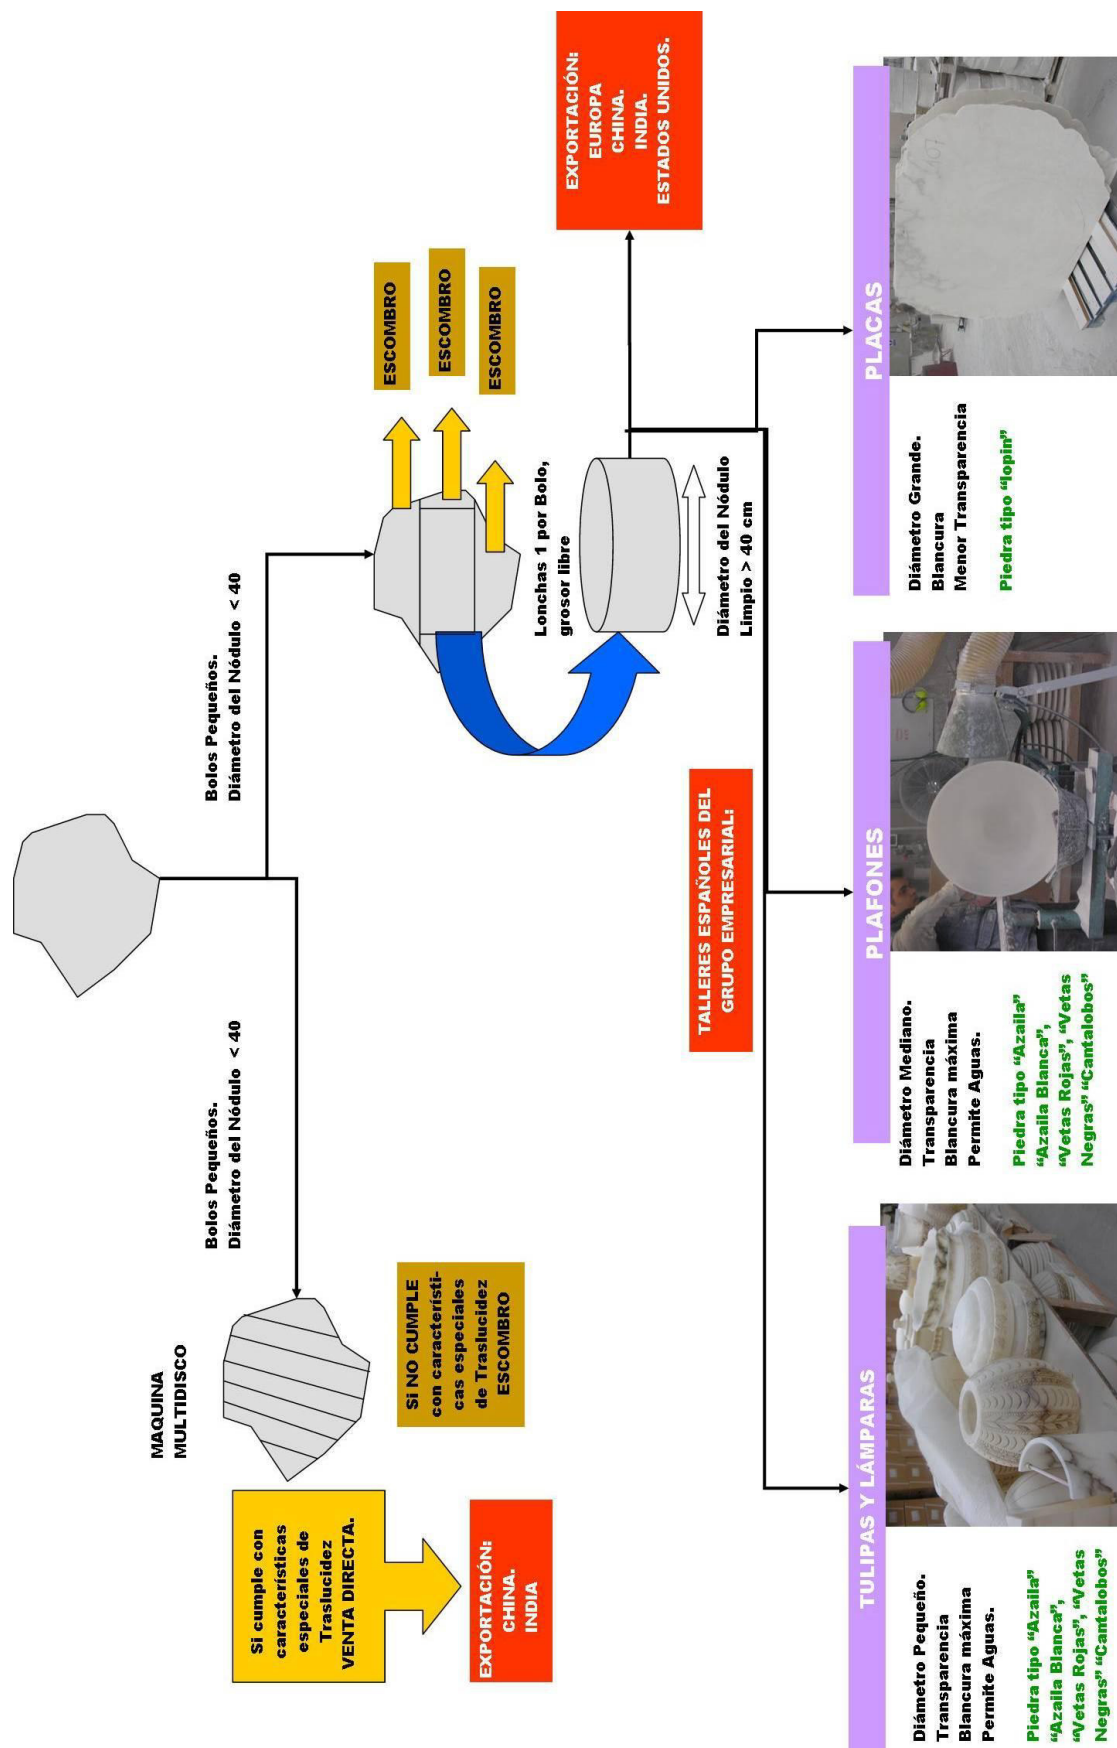 Bolos Pequeños.
Diámetro del Nódulo < 40
Bolos Pequeños.
Diámetro del Nódulo < 40
MAQUINA
MULTIDISCO
Si cumple con
características
especiales de
Traslucidez
VENTA DIRECTA.
Si NO CUMPLE
con característi-
cas especiales
de Traslucidez
ESCOMBRO
EXPORTACIÓN:
CHINA.
INDIA
ESCOMBRO
ESCOMBRO
ESCOMBRO
Lonchas 1 por Bolo,
grosor libre
Diámetro del Nódulo
Limpio > 40 cm
EXPORTACIÓN:
EUROPA
CHINA.
INDIA.
ESTADOS UNIDOS.
TALLERES ESPAÑOLES DEL
GRUPO EMPRESARIAL:
TULIPAS Y LÁMPARAS
Diámetro Pequeño.
Transparencia
Blancura máxima
Permite Aguas.
Piedra tipo “Azaila”
“Azaila Blanca”,
“Vetas Rojas”, “Vetas
Negras” “Cantalobos”
PLAFONES
Diámetro Mediano.
Transparencia
Blancura máxima
Permite Aguas.
Piedra tipo “Azaila”
“Azaila Blanca”,
“Vetas Rojas”, “Vetas
Negras” “Cantalobos”
PLACAS
Diámetro Grande.
Blancura
Menor Transparencia
Piedra tipo “lopin”